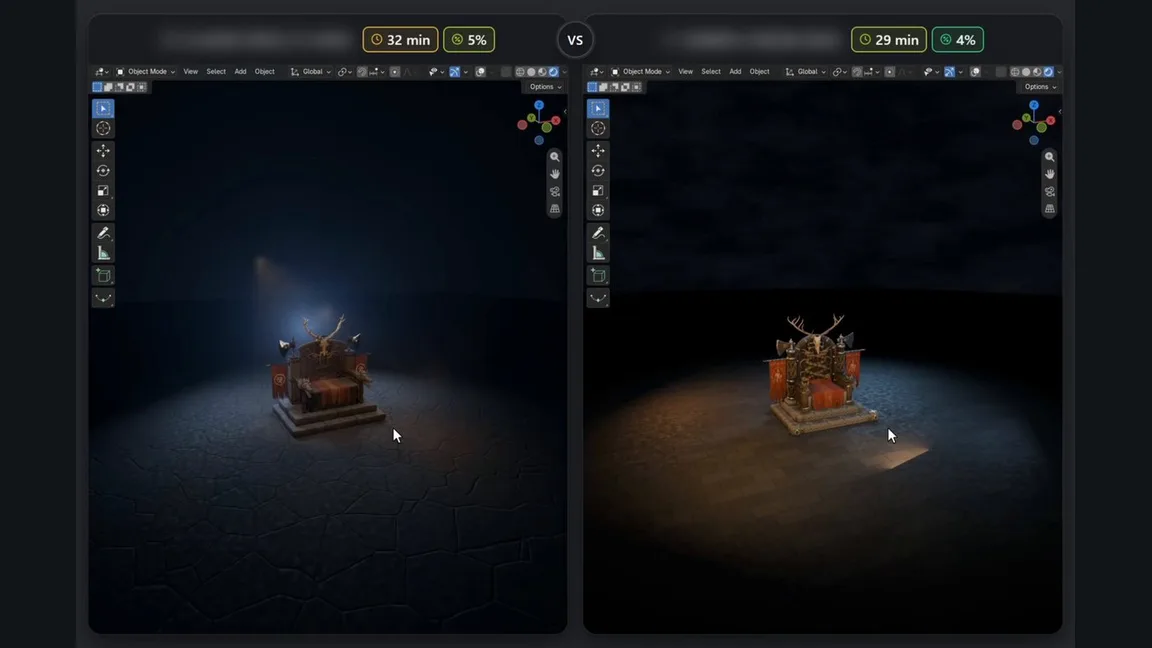 32 min 5% VS 29 min 4%
Object Mode View Select Add Object Global
Options
Z
Y
X
Object Mode View Select Add Object Global
Options
Z
Y
X